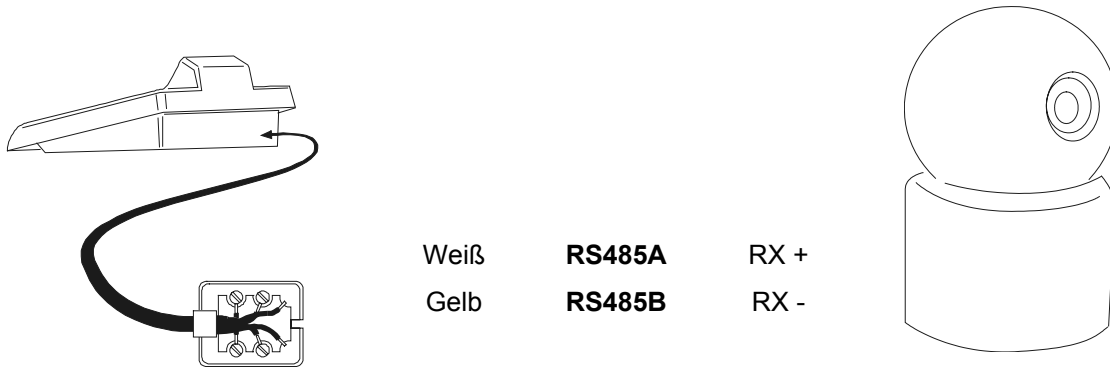 Weiß RS485A RX +
Gelb RS485B RX -